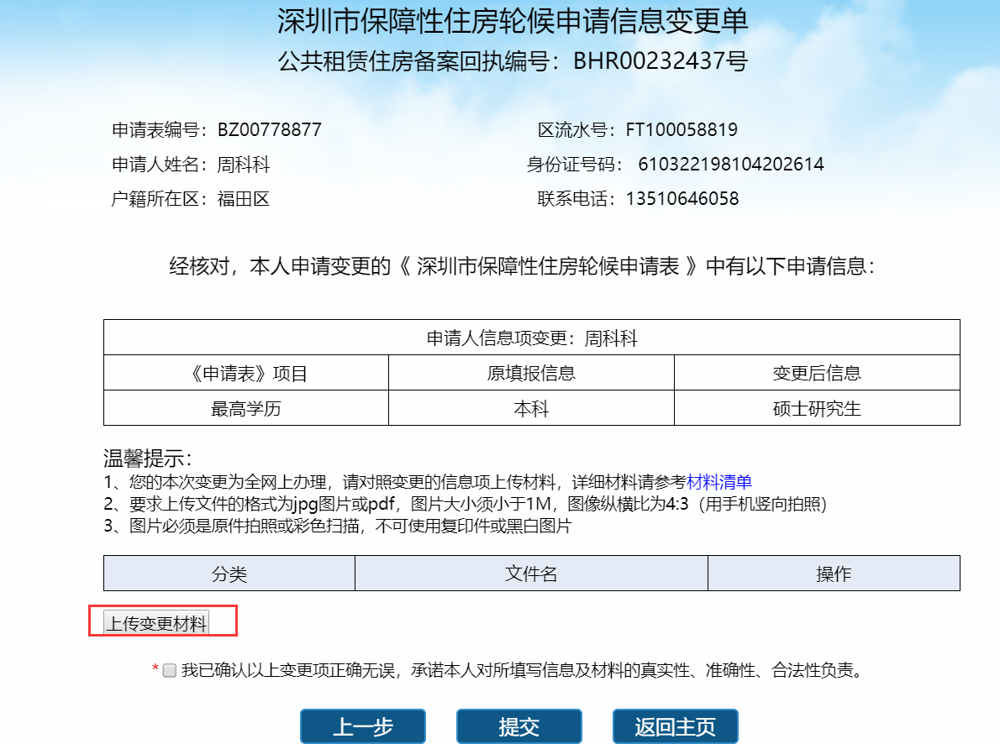 深圳市保障性住房轮候申请信息变更单
公共租赁住房备案回执编号：BHR00232437号
申请表编号：BZ00778877 区流水号：FT100058819
申请人姓名：周科科 身份证号码： 610322198104202614
户籍所在区：福田区 联系电话：13510646058
经核对，本人申请变更的《 深圳市保障性住房轮候申请表 》中有以下申请信息：
申请人信息项变更：周科科
《申请表》项目 原填报信息 变更后信息
最高学历 本科 硕士研究生
温馨提示：
1、您的本次变更为全网上办理，请对照变更的信息项上传材料，详细材料请参考材料清单
2、要求上传文件的格式为jpg图片或pdf，图片大小须小于1M，图像纵横比为4:3（用手机竖向拍照）
3、图片必须是原件拍照或彩色扫描，不可使用复印件或黑白图片
分类 文件名 操作
上传变更材料
*我已确认以上变更项正确无误，承诺本人对所填写信息及材料的真实性、准确性、合法性负责。
上一步 提交 返回主页